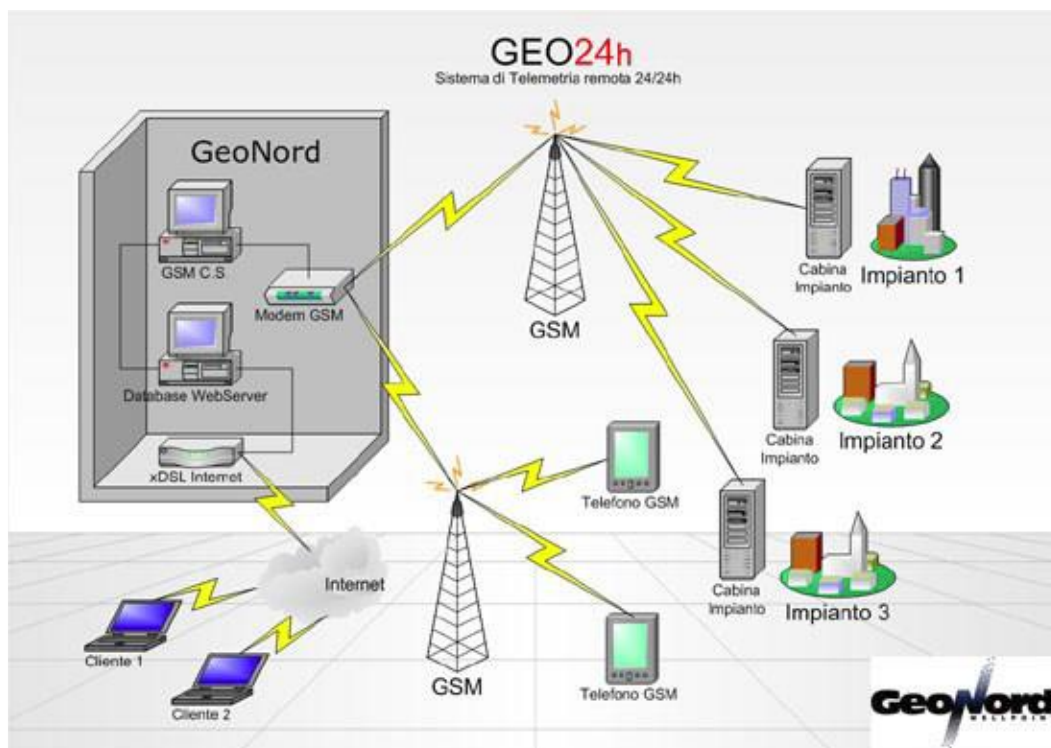 GEO24h
Sistema di Telemetria remota 24/24h
GeoNord
GSM C.S.
Modem GSM
Database WebServer
xDSL Internet
GSM
Cabina
Impianto
Impianto 1
Cabina
Impianto
Impianto 2
Cabina
Impianto
Impianto 3
Telefono GSM
Telefono GSM
GSM
Internet
Cliente 1
Cliente 2
GeoNord
WELLPOIN